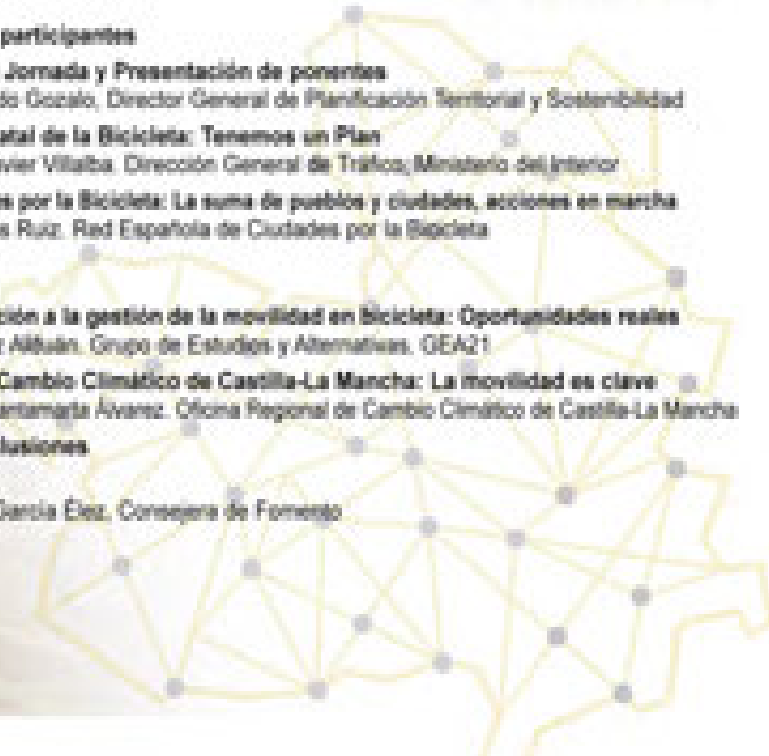 participantes
Jornada y Presentación de ponentes
do Gozalo, Director General de Planificación Territorial y Sostenibilidad
atal de la Bicicleta: Tenemos un Plan
vier Villalba. Dirección General de Tráfico, Ministerio del Interior
es por la Bicicleta: La suma de pueblos y ciudades, acciones en marcha
s Ruiz. Red Española de Ciudades por la Bicicleta
ción a la gestión de la movilidad en bicicleta: Oportunidades reales
z Alduán. Grupo de Estudios y Alternativas. GEA21
Cambio Climático de Castilla-La Mancha: La movilidad es clave
antamarta Álvarez. Oficina Regional de Cambio Climático de Castilla-La Mancha
lusiones
García Élez, Consejera de Fomento